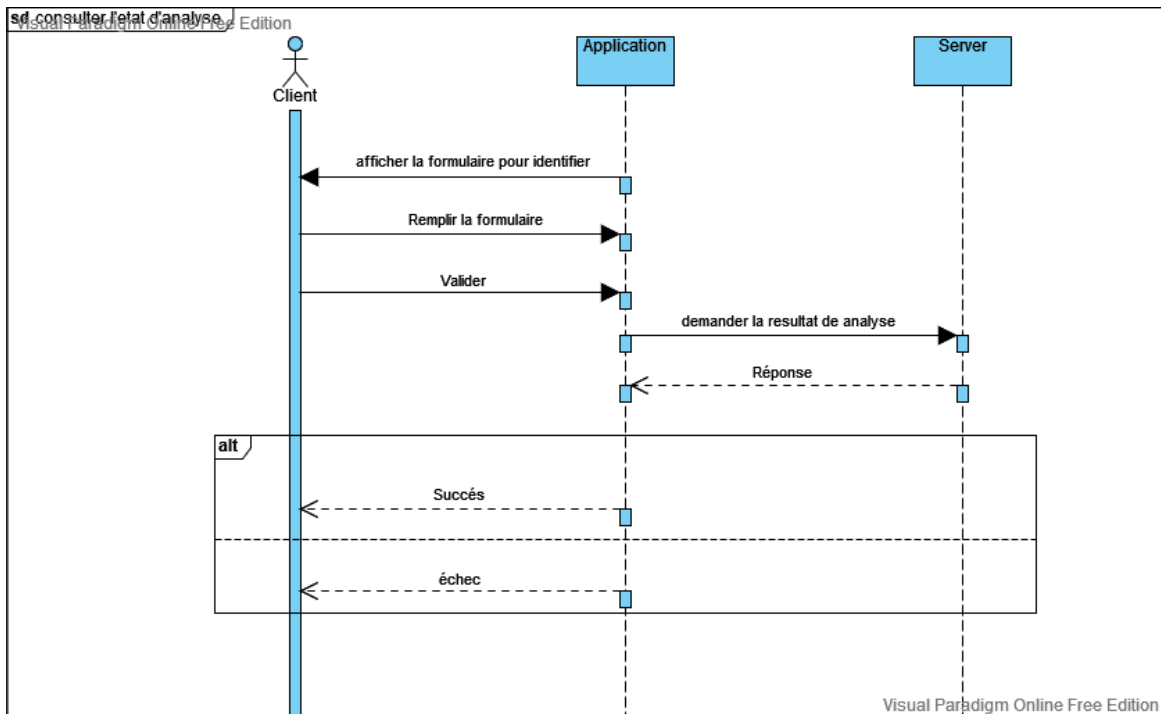 sd consulter l'etat d'analyse
Visual Paradigm Online Free Edition
Client
Application
Server
afficher la formulaire pour identifier
Remplir la formulaire
Valider
demander la resultat de analyse
Réponse
alt
Succés
échec
Visual Paradigm Online Free Edition